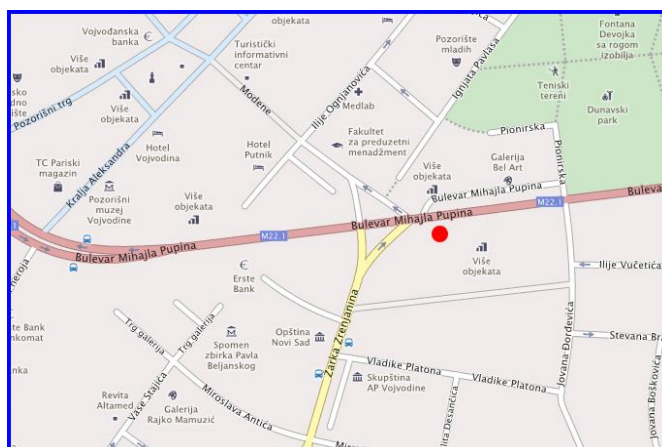 Vojvođanska
banka
Više
objekata
Pozorište
mladih
Fontana
Devojka
sa rogom
izobilja
Turistički
informativni
centar
Više
objekata
Pozorišni trg
Modene
Ilije Ognjanovića
Ignjata Pavlasa
Medlab
Teniski
tereni
Dunavski
park
Pionirska
Pionirska
Hotel
Vojvodina
Hotel
Putnik
Fakultet
za preduzetni
menadžment
Galerija
Bel Art
TC Pariski
magazin
Kralja Aleksandra
Pozorišni
muzej
Vojvodine
Više
objekata
Više
objekata
Bulevar Mihajla Pupina
Bulevar Mihajla Pupina
M22.1
M22.1
Bulevar Mihajla Pupina
Bulev
Više
objekata
Ilije Vučetića
Erste
Bank
Žarka Zrenjanina
Jovana Đorđevića
Stevana Br
Trg galerija
Trg galerija
Spomen
zbirka Pavla
Beljanskog
Opština
Novi Sad
Vladike Platona
Vladike Platona
Skupština
AP Vojvodine
Jovana Boškovića
Revita
Altamed
Vase Stajića
Galerija
Rajko Mamuzić
Miroslava Antića
Miros